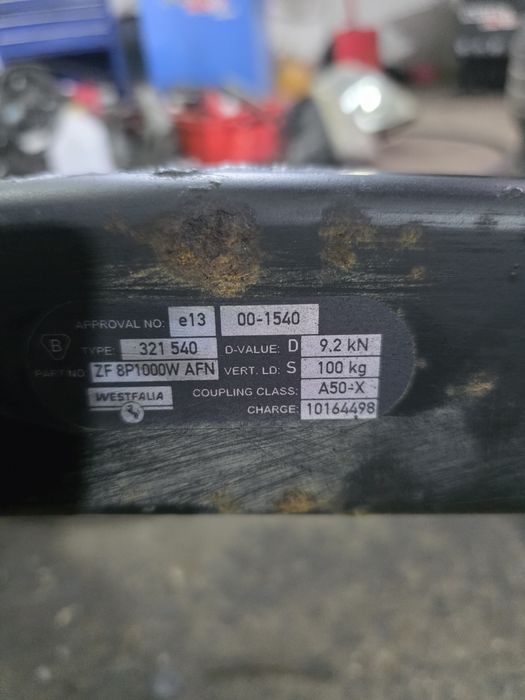 APPROVAL NO: e13 00-1540
B
TYPE: 321 540 D-VALUE: D 9.2 kN
PART NO: ZF 8P1000W AFN VERT. LD: S 100 kg
WESTFALIA COUPLING CLASS: A50-X
CHARGE: 10164498